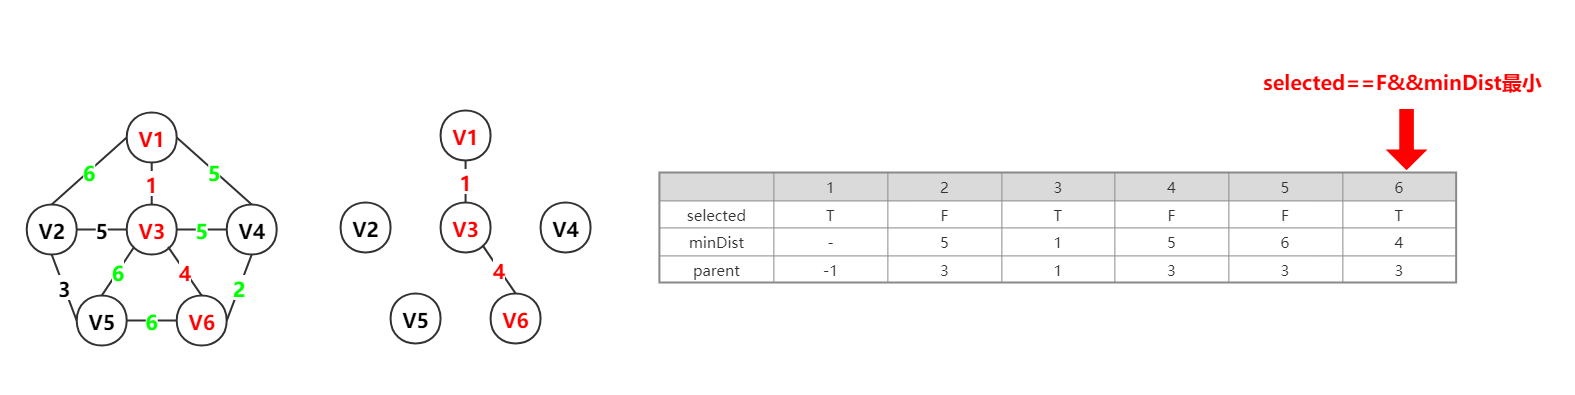 selected==F&&minDist最小
V1
6
1
5
V2
5
V3
5
V4
3
6
4
2
V5
6
V6
V1
1
V2
V3
V4
4
V5
V6
1 2 3 4 5 6
selected T F T F F T
minDist - 5 1 5 6 4
parent -1 3 1 3 3 3